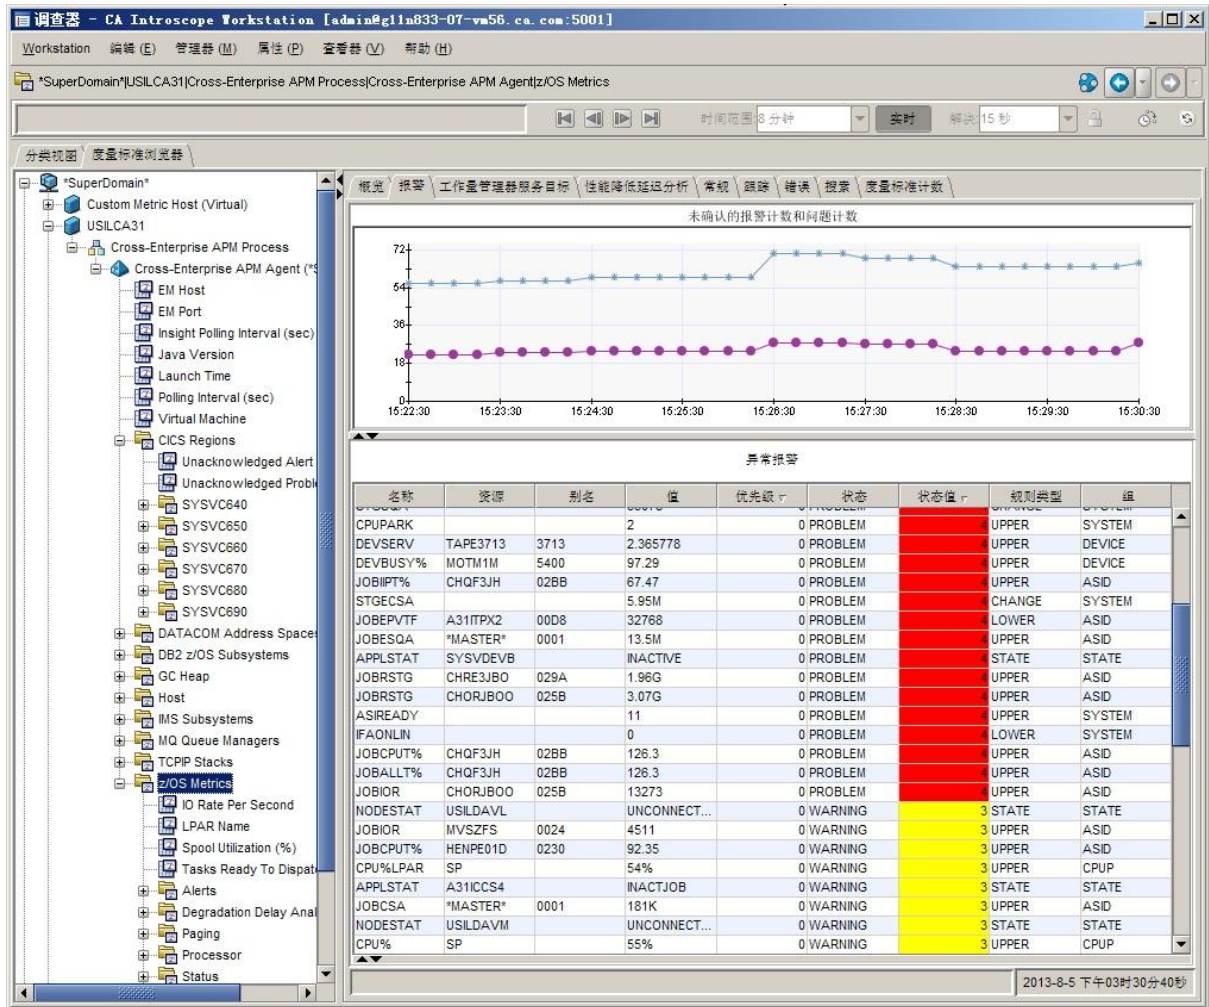 调查器 - CA Introscope Workstation [admin@gl1n833-07-vm56.ca.com:5001]
Workstation 编辑 (E) 管理器 (M) 属性 (P) 查看器 (V) 帮助 (H)
*SuperDomain*|USILCA31|Cross-Enterprise APM Process|Cross-Enterprise APM Agent|z/OS Metrics
时间范围:8 分钟 实时 解决:15 秒
分类视图 度量标准浏览器
*SuperDomain*
Custom Metric Host (Virtual)
USILCA31
Cross-Enterprise APM Process
Cross-Enterprise APM Agent (*S
EM Host
EM Port
Insight Polling Interval (sec)
Java Version
Launch Time
Polling Interval (sec)
Virtual Machine
CICS Regions
Unacknowledged Alert
Unacknowledged Proble
SYSVC640
SYSVC650
SYSVC660
SYSVC670
SYSVC680
SYSVC690
DATACOM Address Spaces
DB2 z/OS Subsystems
GC Heap
Host
IMS Subsystems
MQ Queue Managers
TCPIP Stacks
z/OS Metrics
IO Rate Per Second
LPAR Name
Spool Utilization (%)
Tasks Ready To Dispat
Alerts
Degradation Delay Anal
Paging
Processor
Status
概览 报警 工作量管理器服务目标 性能降低延迟分析 常规 跟踪 错误 搜索 度量标准计数
未确认的报警计数和问题计数
72
54
36
18
0
15:22:30 15:23:30 15:24:30 15:25:30 15:26:30 15:27:30 15:28:30 15:29:30 15:30:30
异常报警
名称 资源 别名 值 优先级 状态 状态值 规则类型 组
CPUPARK 2 0 PROBLEM 4 UPPER SYSTEM
DEVSERV TAPE3713 3713 2.365778 0 PROBLEM 4 UPPER DEVICE
DEVBUSY% MOTM1M 5400 97.29 0 PROBLEM 4 UPPER DEVICE
JOBIIPT% CHQF3JH 02BB 67.47 0 PROBLEM 4 UPPER ASID
STGECSA 5.95M 0 PROBLEM 4 CHANGE SYSTEM
JOBEPVTF A31ITPX2 00D8 32768 0 PROBLEM 4 LOWER ASID
JOBESQA *MASTER* 0001 13.5M 0 PROBLEM 4 UPPER ASID
APPLSTAT SYSVDEVB INACTIVE 0 PROBLEM 4 STATE STATE
JOBRSTG CHRE3JBO 029A 1.96G 0 PROBLEM 4 UPPER ASID
JOBRSTG CHORJBOO 025B 3.07G 0 PROBLEM 4 UPPER ASID
ASIREADY 11 0 PROBLEM 4 UPPER SYSTEM
IFAONLIN 0 0 PROBLEM 4 LOWER SYSTEM
JOBCPUT% CHQF3JH 02BB 126.3 0 PROBLEM 4 UPPER ASID
JOBALLT% CHQF3JH 02BB 126.3 0 PROBLEM 4 UPPER ASID
JOBIOR CHORJBOO 025B 13273 0 PROBLEM 4 UPPER ASID
NODESTAT USILDAVL UNCONNECT... 0 WARNING 3 STATE STATE
JOBIOR MVSZFS 0024 4511 0 WARNING 3 UPPER ASID
JOBCPUT% HENPE01D 0230 92.35 0 WARNING 3 UPPER ASID
CPU%LPAR SP 54% 0 WARNING 3 UPPER CPUP
APPLSTAT A31ICCS4 INACTJOB 0 WARNING 3 STATE STATE
JOBCSA *MASTER* 0001 181K 0 WARNING 3 UPPER ASID
NODESTAT USILDAVM UNCONNECT... 0 WARNING 3 STATE STATE
CPU% SP 55% 0 WARNING 3 UPPER CPUP
2013-8-5 下午03时30分40秒